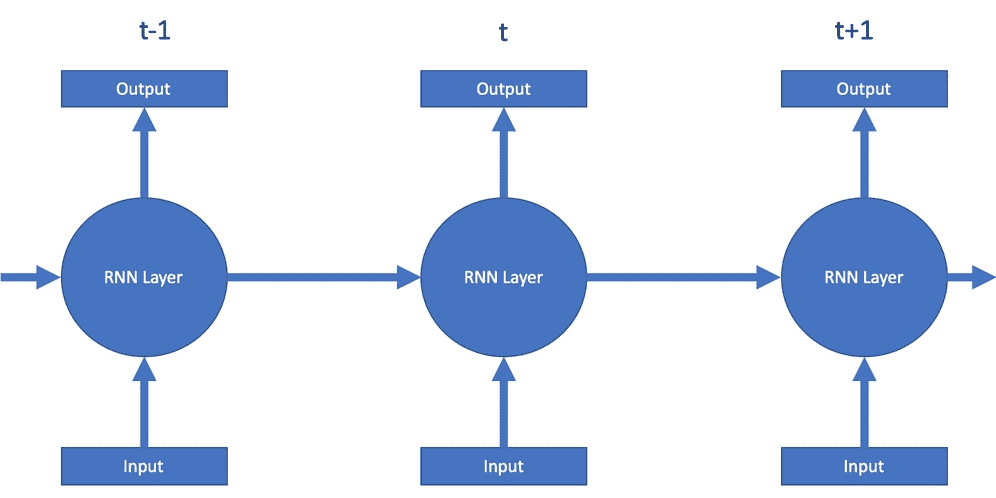 t-1
t
t+1
Output
Output
Output
RNN Layer
RNN Layer
RNN Layer
Input
Input
Input